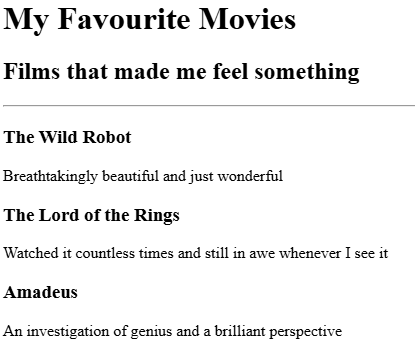 My Favourite Movies
Films that made me feel something
The Wild Robot
Breathtakingly beautiful and just wonderful
The Lord of the Rings
Watched it countless times and still in awe whenever I see it
Amadeus
An investigation of genius and a brilliant perspective